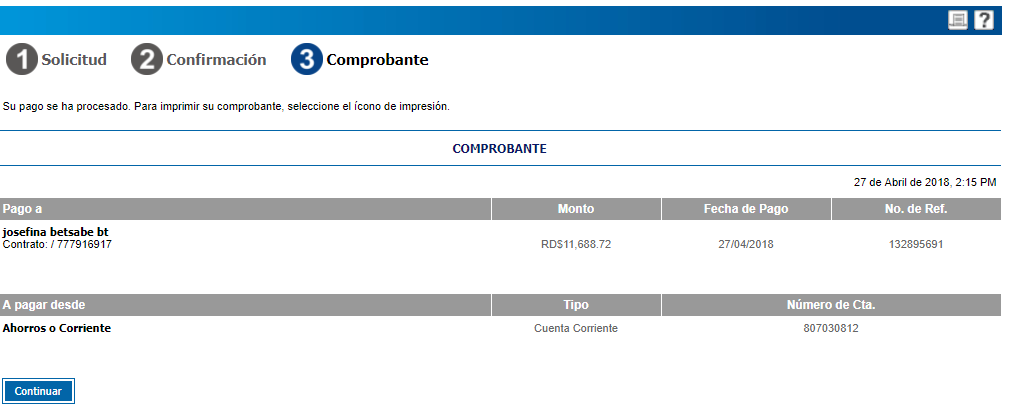 ?
1 Solicitud 2 Confirmación 3 Comprobante
Su pago se ha procesado. Para imprimir su comprobante, seleccione el ícono de impresión.
COMPROBANTE
27 de Abril de 2018, 2:15 PM
Pago a Monto Fecha de Pago No. de Ref.
josefina betsabe bt
Contrato: / 777916917
RD$11,688.72 27/04/2018 132895691
A pagar desde Tipo Número de Cta.
Ahorros o Corriente Cuenta Corriente 807030812
Continuar